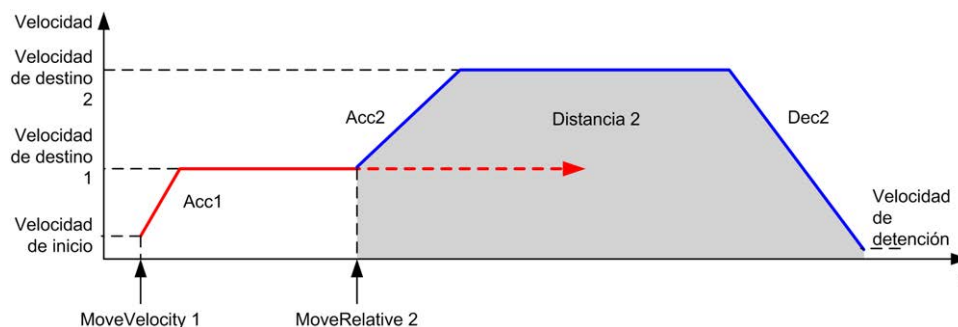 Velocidad
Velocidad
de destino
2
Acc2
Distancia 2
Dec2
Velocidad
de destino
1
Acc1
Velocidad
de inicio
Velocidad
de
detención
MoveVelocity 1
MoveRelative 2